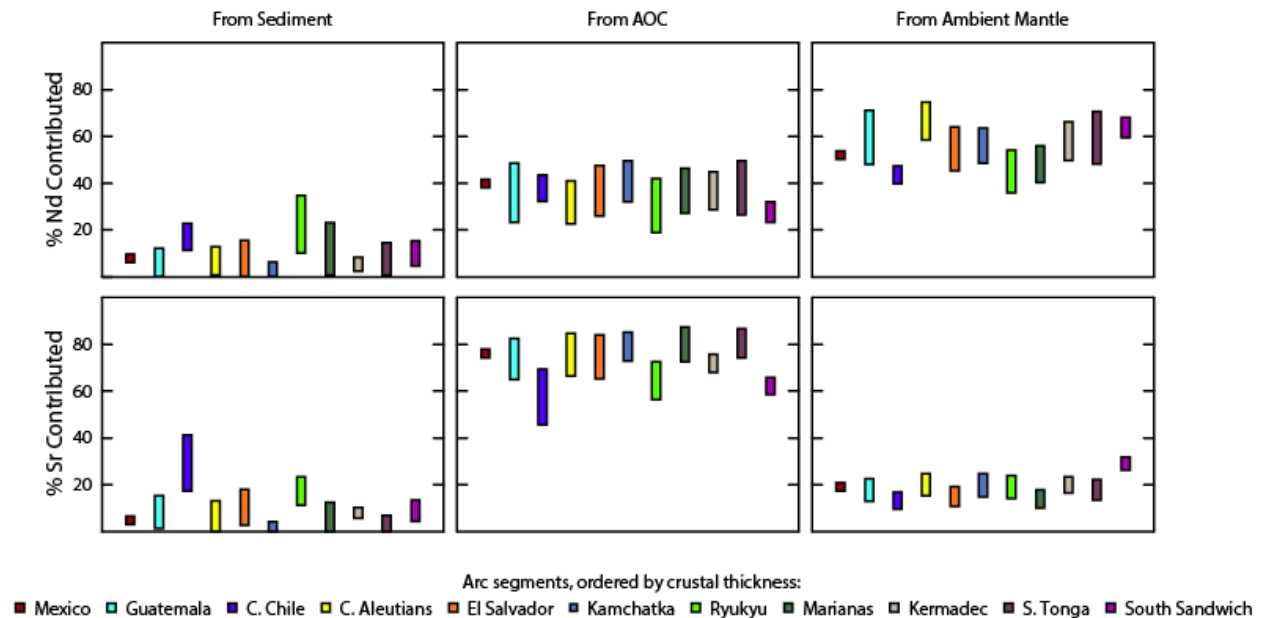 From Sediment
From AOC
From Ambient Mantle
% Nd Contributed
80
60
40
20
% Sr Contributed
80
60
40
20
Arc segments, ordered by crustal thickness:
Mexico Guatemala C. Chile C. Aleutians El Salvador Kamchatka Ryukyu Marianas Kermadec S. Tonga South Sandwich